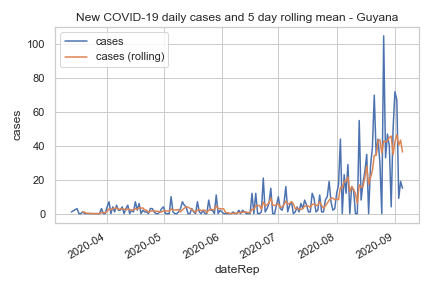 New COVID-19 daily cases and 5 day rolling mean - Guyana
cases
cases (rolling)
cases
100
80
60
40
20
0
2020-04
2020-05
2020-06
2020-07
2020-08
2020-09
dateRep